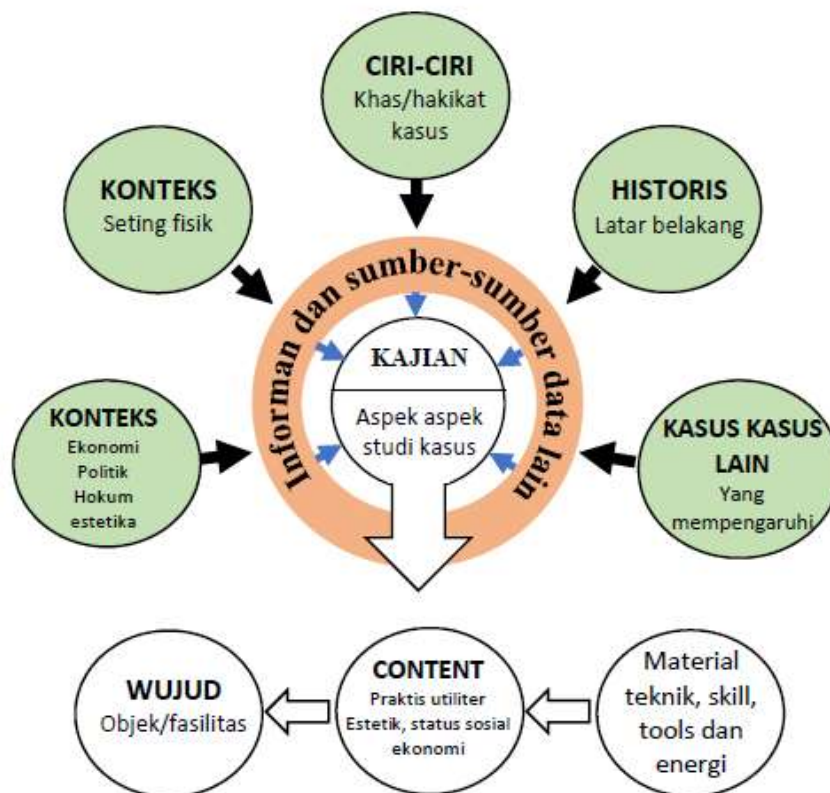 CIRI-CIRI
Khas/hakikat
kasus
KONTEKS
Seting fisik
HISTORIS
Latar belakang
Informan dan sumber-sumber data lain
KAJIAN
Aspek aspek
studi kasus
KONTEKS
Ekonomi
Politik
Hokum
estetika
KASUS KASUS
LAIN
Yang
mempengaruhi
WUJUD
Objek/fasilitas
CONTENT
Praktis utiliter
Estetik, status sosial
ekonomi
Material
teknik, skill,
tools dan
energi